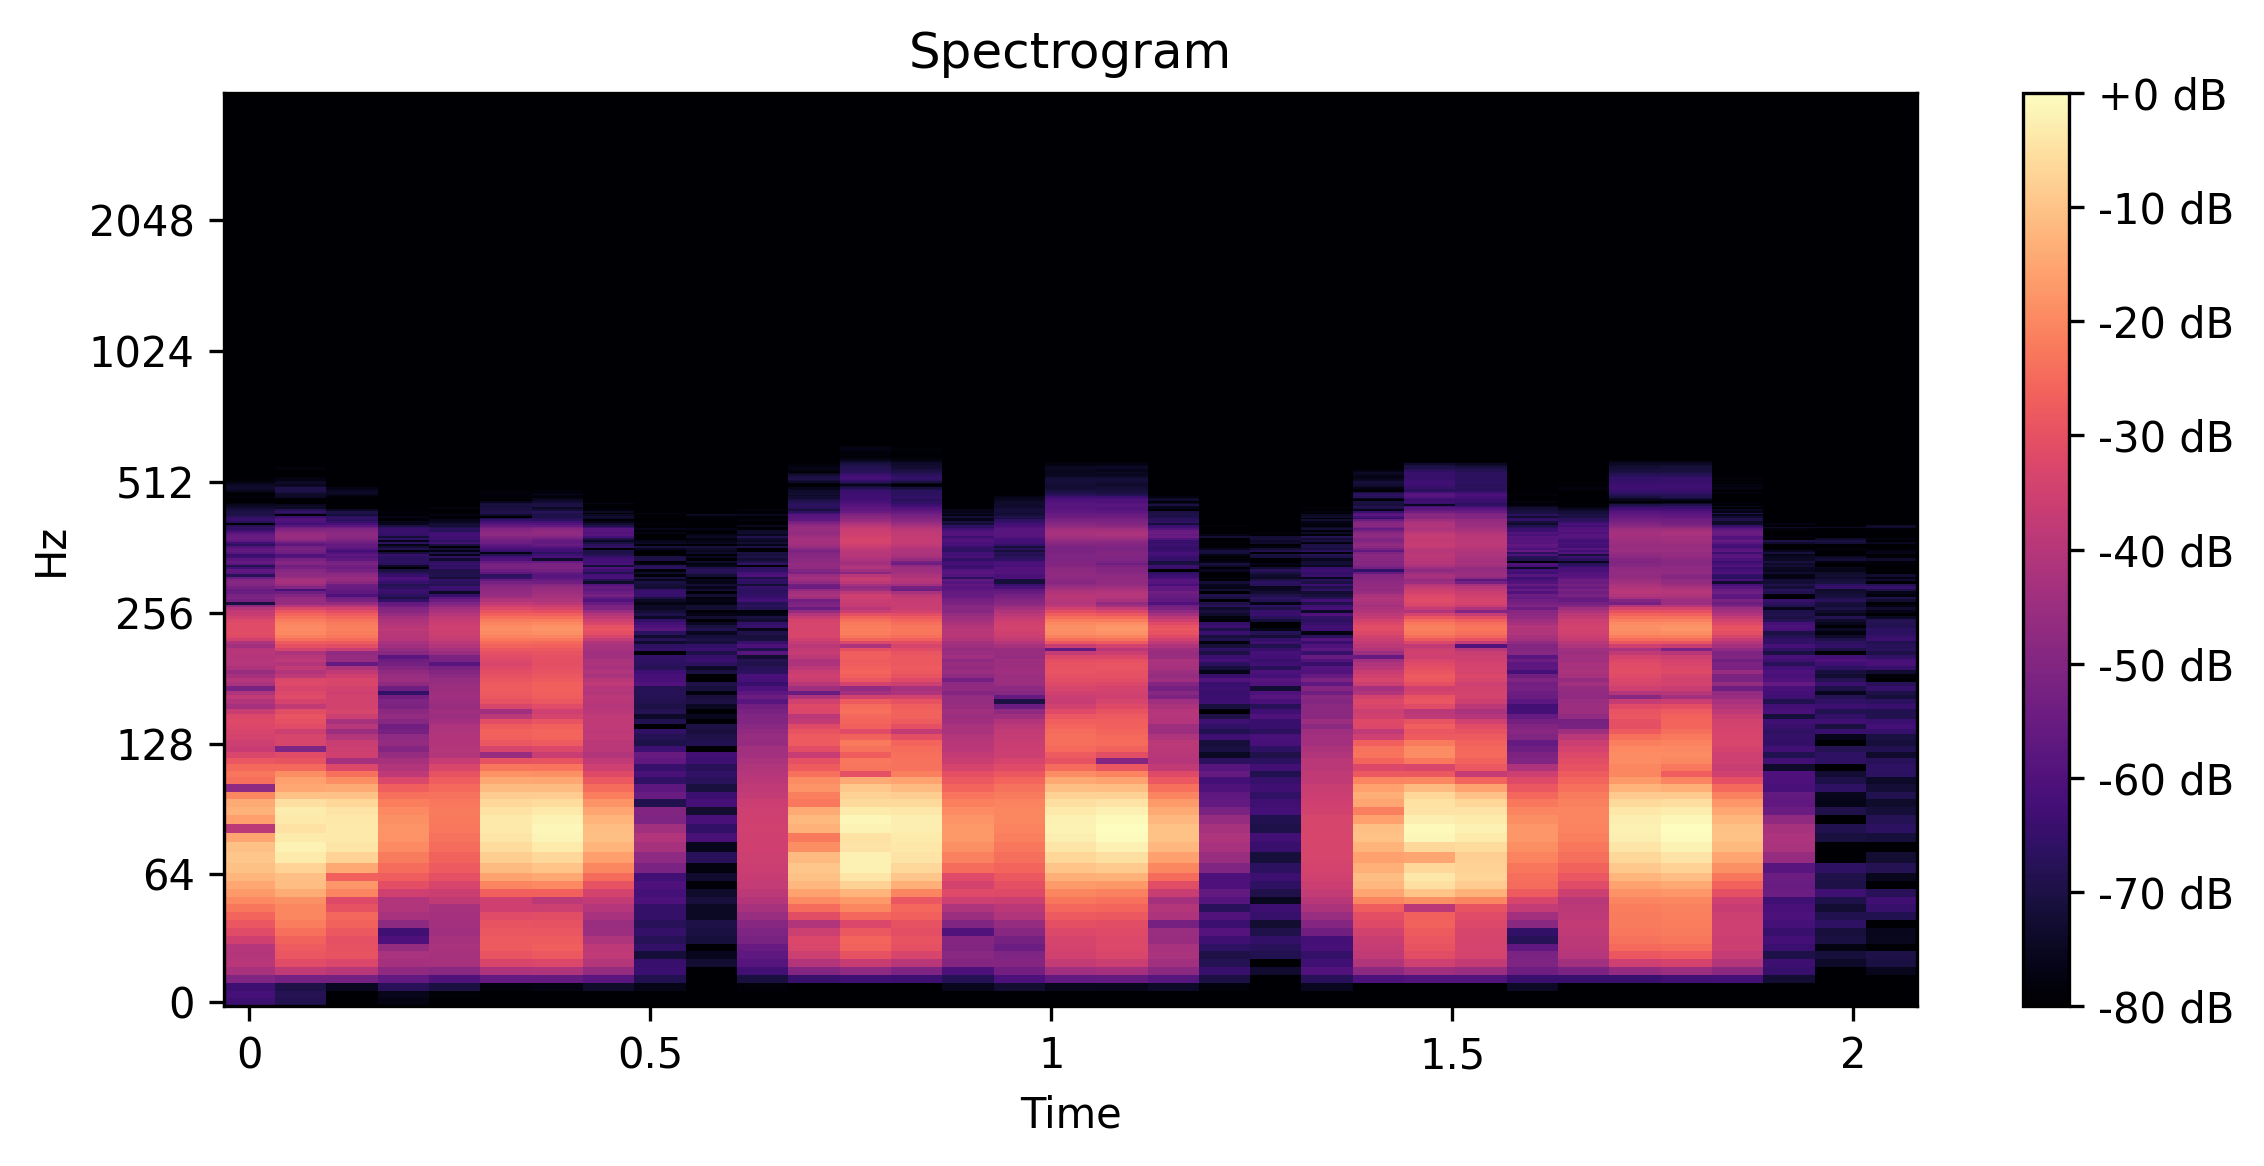 Spectrogram
+0 dB
2048
-10 dB
-20 dB
1024
-30 dB
512
Hz
-40 dB
256
-50 dB
128
-60 dB
64
-70 dB
0
-80 dB
0 0.5 1 1.5 2
Time